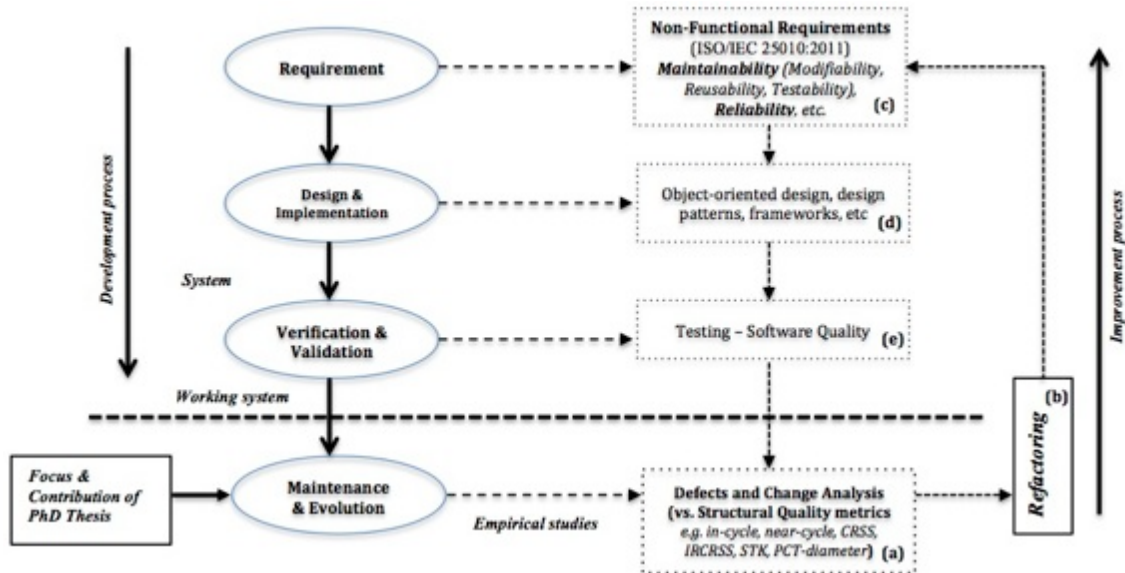 Non-Functional Requirements
(ISO/IEC 25010:2011)
Maintainability (Modifiability,
Reusability, Testability),
Reliability, etc.
(c)
Requirement
Development process
Improvement process
Design &
Implementation
Object-oriented design, design
patterns, frameworks, etc
(d)
System
Verification &
Validation
Testing – Software Quality
(e)
Working system
Refactoring
(b)
Focus &
Contribution of
PhD Thesis
Maintenance
& Evolution
Empirical studies
Defects and Change Analysis
(vs. Structural Quality metrics
e.g. in-cycle, near-cycle, CRSS,
IRCRSS, STK, PCT-diameter)
(a)